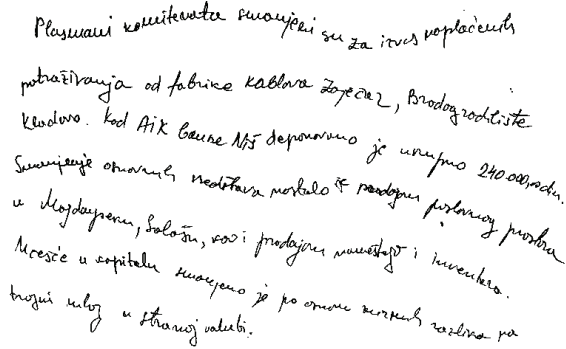 Plasmani komitenata smanjeni su za iznos naplaćenih
potraživanja od fabrike kablova Zaječar, Brodogradilište
Kladovo. Kod Aik banke Niš deponovano je ukupno 240.000,00 din.
Smanjenje osnovnih sredstava nastalo je prodajom poslovnog prostora
u Majdanpeku, Salašu, kao i prodajom nameštaja i inventara.
Učešće u kapitalu smanjeno je po osnovu kursnih razlika na
trojni ulog u stranoj valuti.